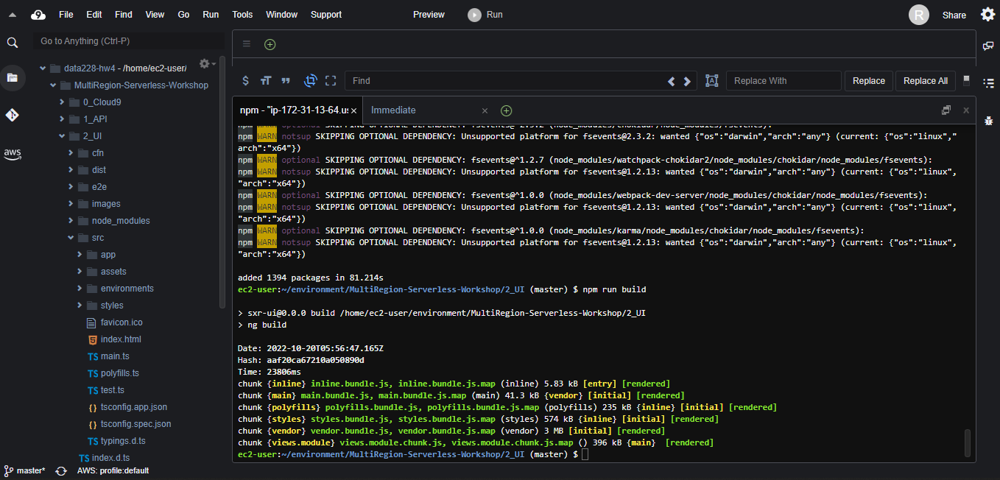 9 File Edit Find View Go Run Tools Window Support Preview Run R Share
Go to Anything (Ctrl-P)
data228-hw4 - /home/ec2-user/
MultiRegion-Serverless-Workshop
0_Cloud9
1_API
2_UI
cfn
dist
e2e
images
node_modules
src
app
assets
environments
styles
favicon.ico
index.html
TS main.ts
TS polyfills.ts
TS test.ts
{} tsconfig.app.json
{} tsconfig.spec.json
TS typings.d.ts
TS index.d.ts
aws
master* AWS: profile:default
Find Replace With Replace Replace All
npm - "ip-172-31-13-64.us × Immediate ×
npm WARN notsup SKIPPING OPTIONAL DEPENDENCY: Unsupported platform for fsevents@2.3.2: wanted {"os":"darwin","arch":"any"} (current: {"os":"linux","
arch":"x64"})
npm WARN optional SKIPPING OPTIONAL DEPENDENCY: fsevents@^1.2.7 (node_modules/watchpack-chokidar2/node_modules/chokidar/node_modules/fsevents):
npm WARN notsup SKIPPING OPTIONAL DEPENDENCY: Unsupported platform for fsevents@1.2.13: wanted {"os":"darwin","arch":"any"} (current: {"os":"linux",
"arch":"x64"})
npm WARN optional SKIPPING OPTIONAL DEPENDENCY: fsevents@^1.0.0 (node_modules/webpack-dev-server/node_modules/chokidar/node_modules/fsevents):
npm WARN notsup SKIPPING OPTIONAL DEPENDENCY: Unsupported platform for fsevents@1.2.13: wanted {"os":"darwin","arch":"any"} (current: {"os":"linux",
"arch":"x64"})
npm WARN optional SKIPPING OPTIONAL DEPENDENCY: fsevents@^1.0.0 (node_modules/karma/node_modules/chokidar/node_modules/fsevents):
npm WARN notsup SKIPPING OPTIONAL DEPENDENCY: Unsupported platform for fsevents@1.2.13: wanted {"os":"darwin","arch":"any"} (current: {"os":"linux",
"arch":"x64"})
added 1394 packages in 81.214s
ec2-user:~/environment/MultiRegion-Serverless-Workshop/2_UI (master) $ npm run build
> sxr-ui@0.0.0 build /home/ec2-user/environment/MultiRegion-Serverless-Workshop/2_UI
> ng build
Date: 2022-10-20T05:56:47.165Z
Hash: aaf20ca67210a050890d
Time: 23806ms
chunk {inline} inline.bundle.js, inline.bundle.js.map (inline) 5.83 kB [entry] [rendered]
chunk {main} main.bundle.js, main.bundle.js.map (main) 41.3 kB {vendor} [initial] [rendered]
chunk {polyfills} polyfills.bundle.js, polyfills.bundle.js.map (polyfills) 235 kB {inline} [initial] [rendered]
chunk {styles} styles.bundle.js, styles.bundle.js.map (styles) 574 kB {inline} [initial] [rendered]
chunk {vendor} vendor.bundle.js, vendor.bundle.js.map (vendor) 3 MB [initial] [rendered]
chunk {views.module} views.module.chunk.js, views.module.chunk.js.map () 396 kB {main} [rendered]
ec2-user:~/environment/MultiRegion-Serverless-Workshop/2_UI (master) $